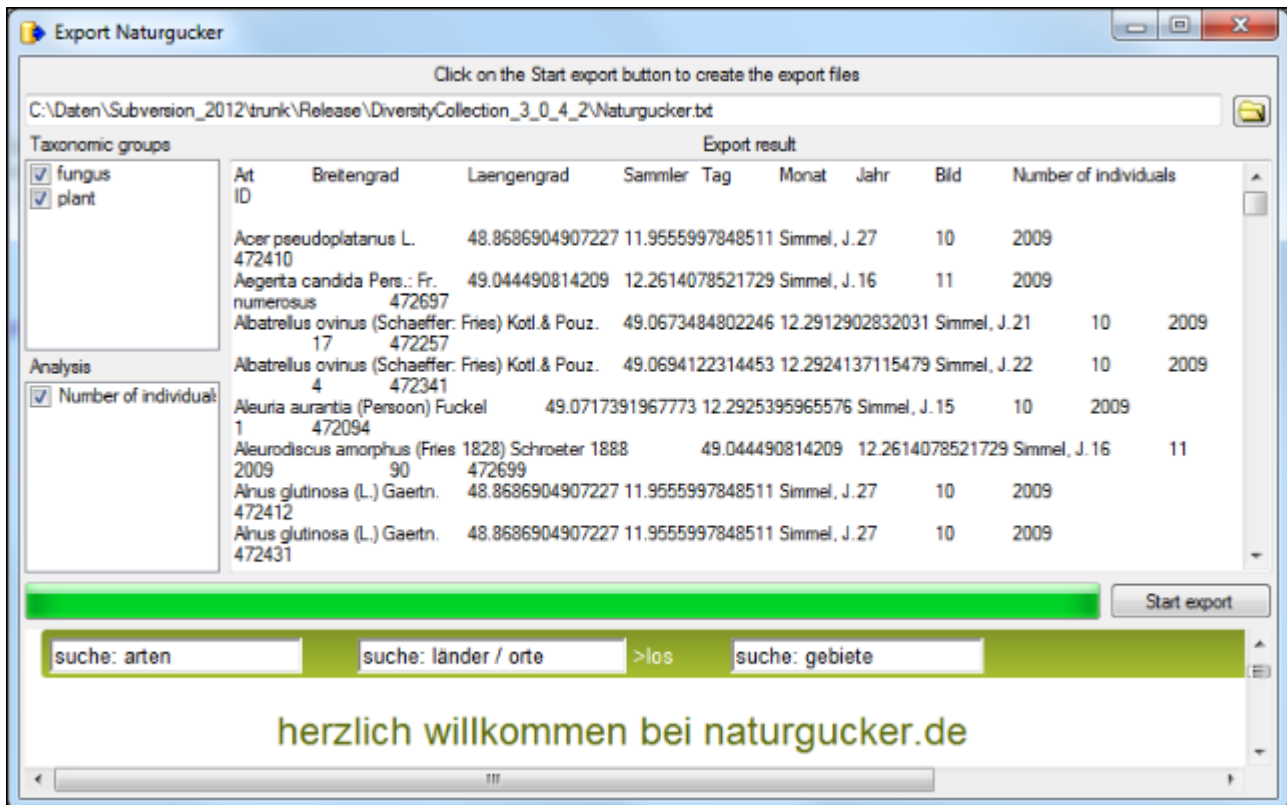 Export Naturgucker
Click on the Start export button to create the export files
C:\Daten\Subversion_2012\trunk\Release\DiversityCollection_3_0_4_2\Naturgucker.txt
Taxonomic groups
Export result
fungus
plant
Art Breitengrad Laengengrad Sammler Tag Monat Jahr Bild Number of individuals
ID
Acer pseudoplatanus L. 48.8686904907227 11.9555997848511 Simmel, J. 27 10 2009
472410
Aegerita candida Pers.: Fr. 49.044490814209 12.2614078521729 Simmel, J. 16 11 2009
numerosus 472697
Albatrellus ovinus (Schaeffer: Fries) Kotl.& Pouz. 49.0673484802246 12.2912902832031 Simmel, J. 21 10 2009
17 472257
Albatrellus ovinus (Schaeffer: Fries) Kotl.& Pouz. 49.0694122314453 12.2924137115479 Simmel, J. 22 10 2009
4 472341
Aleuria aurantia (Persoon) Fuckel 49.0717391967773 12.2925395965576 Simmel, J. 15 10 2009
1 472094
Aleurodiscus amorphus (Fries 1828) Schroeter 1888 49.044490814209 12.2614078521729 Simmel, J. 16 11
2009 90 472699
Alnus glutinosa (L.) Gaertn. 48.8686904907227 11.9555997848511 Simmel, J. 27 10 2009
472412
Alnus glutinosa (L.) Gaertn. 48.8686904907227 11.9555997848511 Simmel, J. 27 10 2009
472431
Analysis
Number of individuals
Start export
suche: arten
suche: länder / orte
>los
suche: gebiete
herzlich willkommen bei naturgucker.de